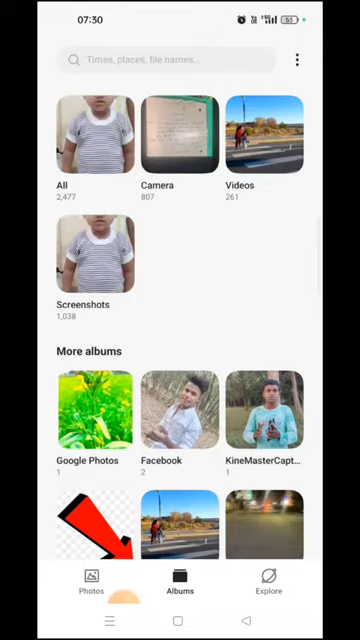 07:30
55
Times, places, file names...
All
Camera
Videos
2,477
807
261
Screenshots
1,038
More albums
Google Photos
Facebook
KineMasterCapt...
1
2
1
Photos
Albums
Explore